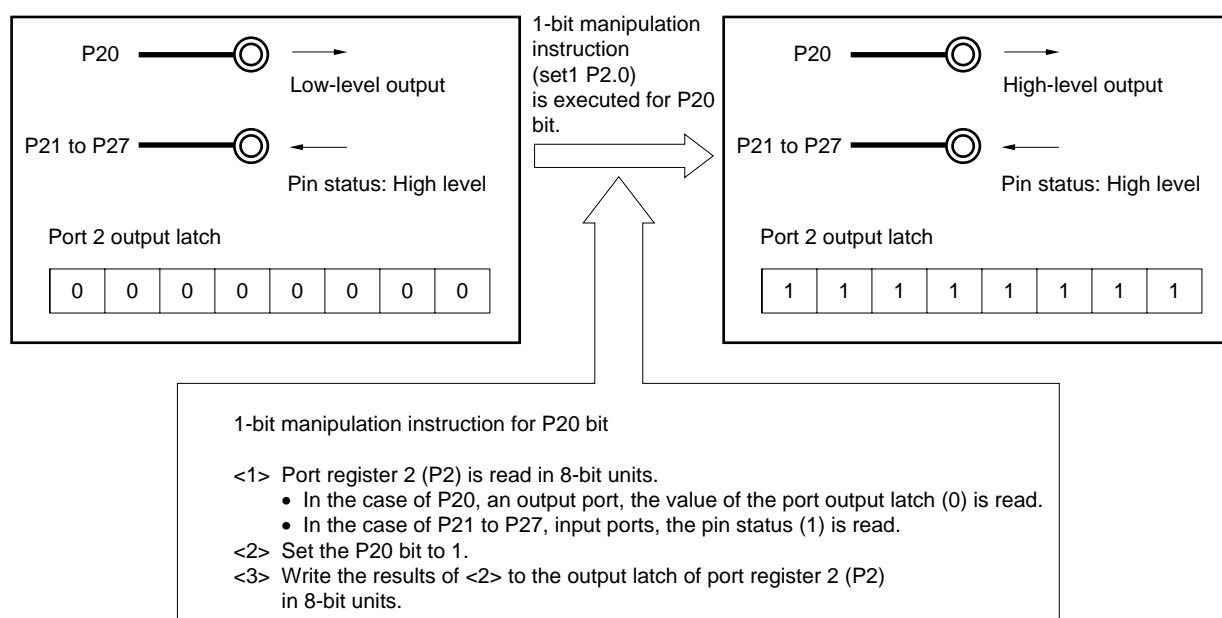 P20
Low-level output
P21 to P27
Pin status: High level
Port 2 output latch
0 0 0 0 0 0 0 0
1-bit manipulation
instruction
(set1 P2.0)
is executed for P20
bit.
P20
High-level output
P21 to P27
Pin status: High level
Port 2 output latch
1 1 1 1 1 1 1 1
1-bit manipulation instruction for P20 bit
<1> Port register 2 (P2) is read in 8-bit units.
• In the case of P20, an output port, the value of the port output latch (0) is read.
• In the case of P21 to P27, input ports, the pin status (1) is read.
<2> Set the P20 bit to 1.
<3> Write the results of <2> to the output latch of port register 2 (P2)
in 8-bit units.